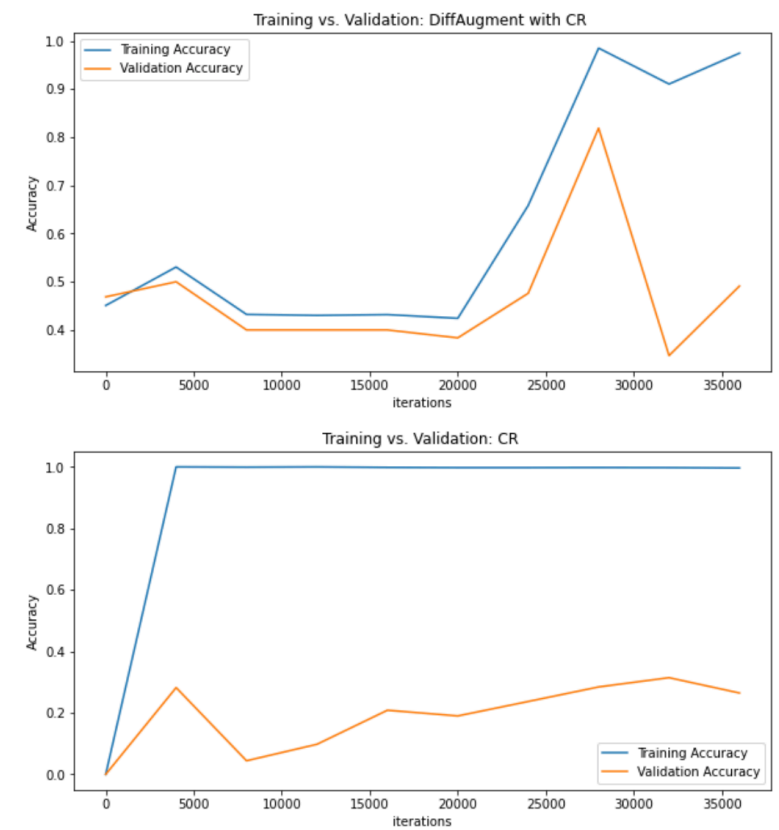 Training vs. Validation: DiffAugment with CR
Training Accuracy
Validation Accuracy
Accuracy
1.0
0.9
0.8
0.7
0.6
0.5
0.4
0 5000 10000 15000 20000 25000 30000 35000
iterations
Training vs. Validation: CR
Accuracy
1.0
0.8
0.6
0.4
0.2
0.0
Training Accuracy
Validation Accuracy
0 5000 10000 15000 20000 25000 30000 35000
iterations